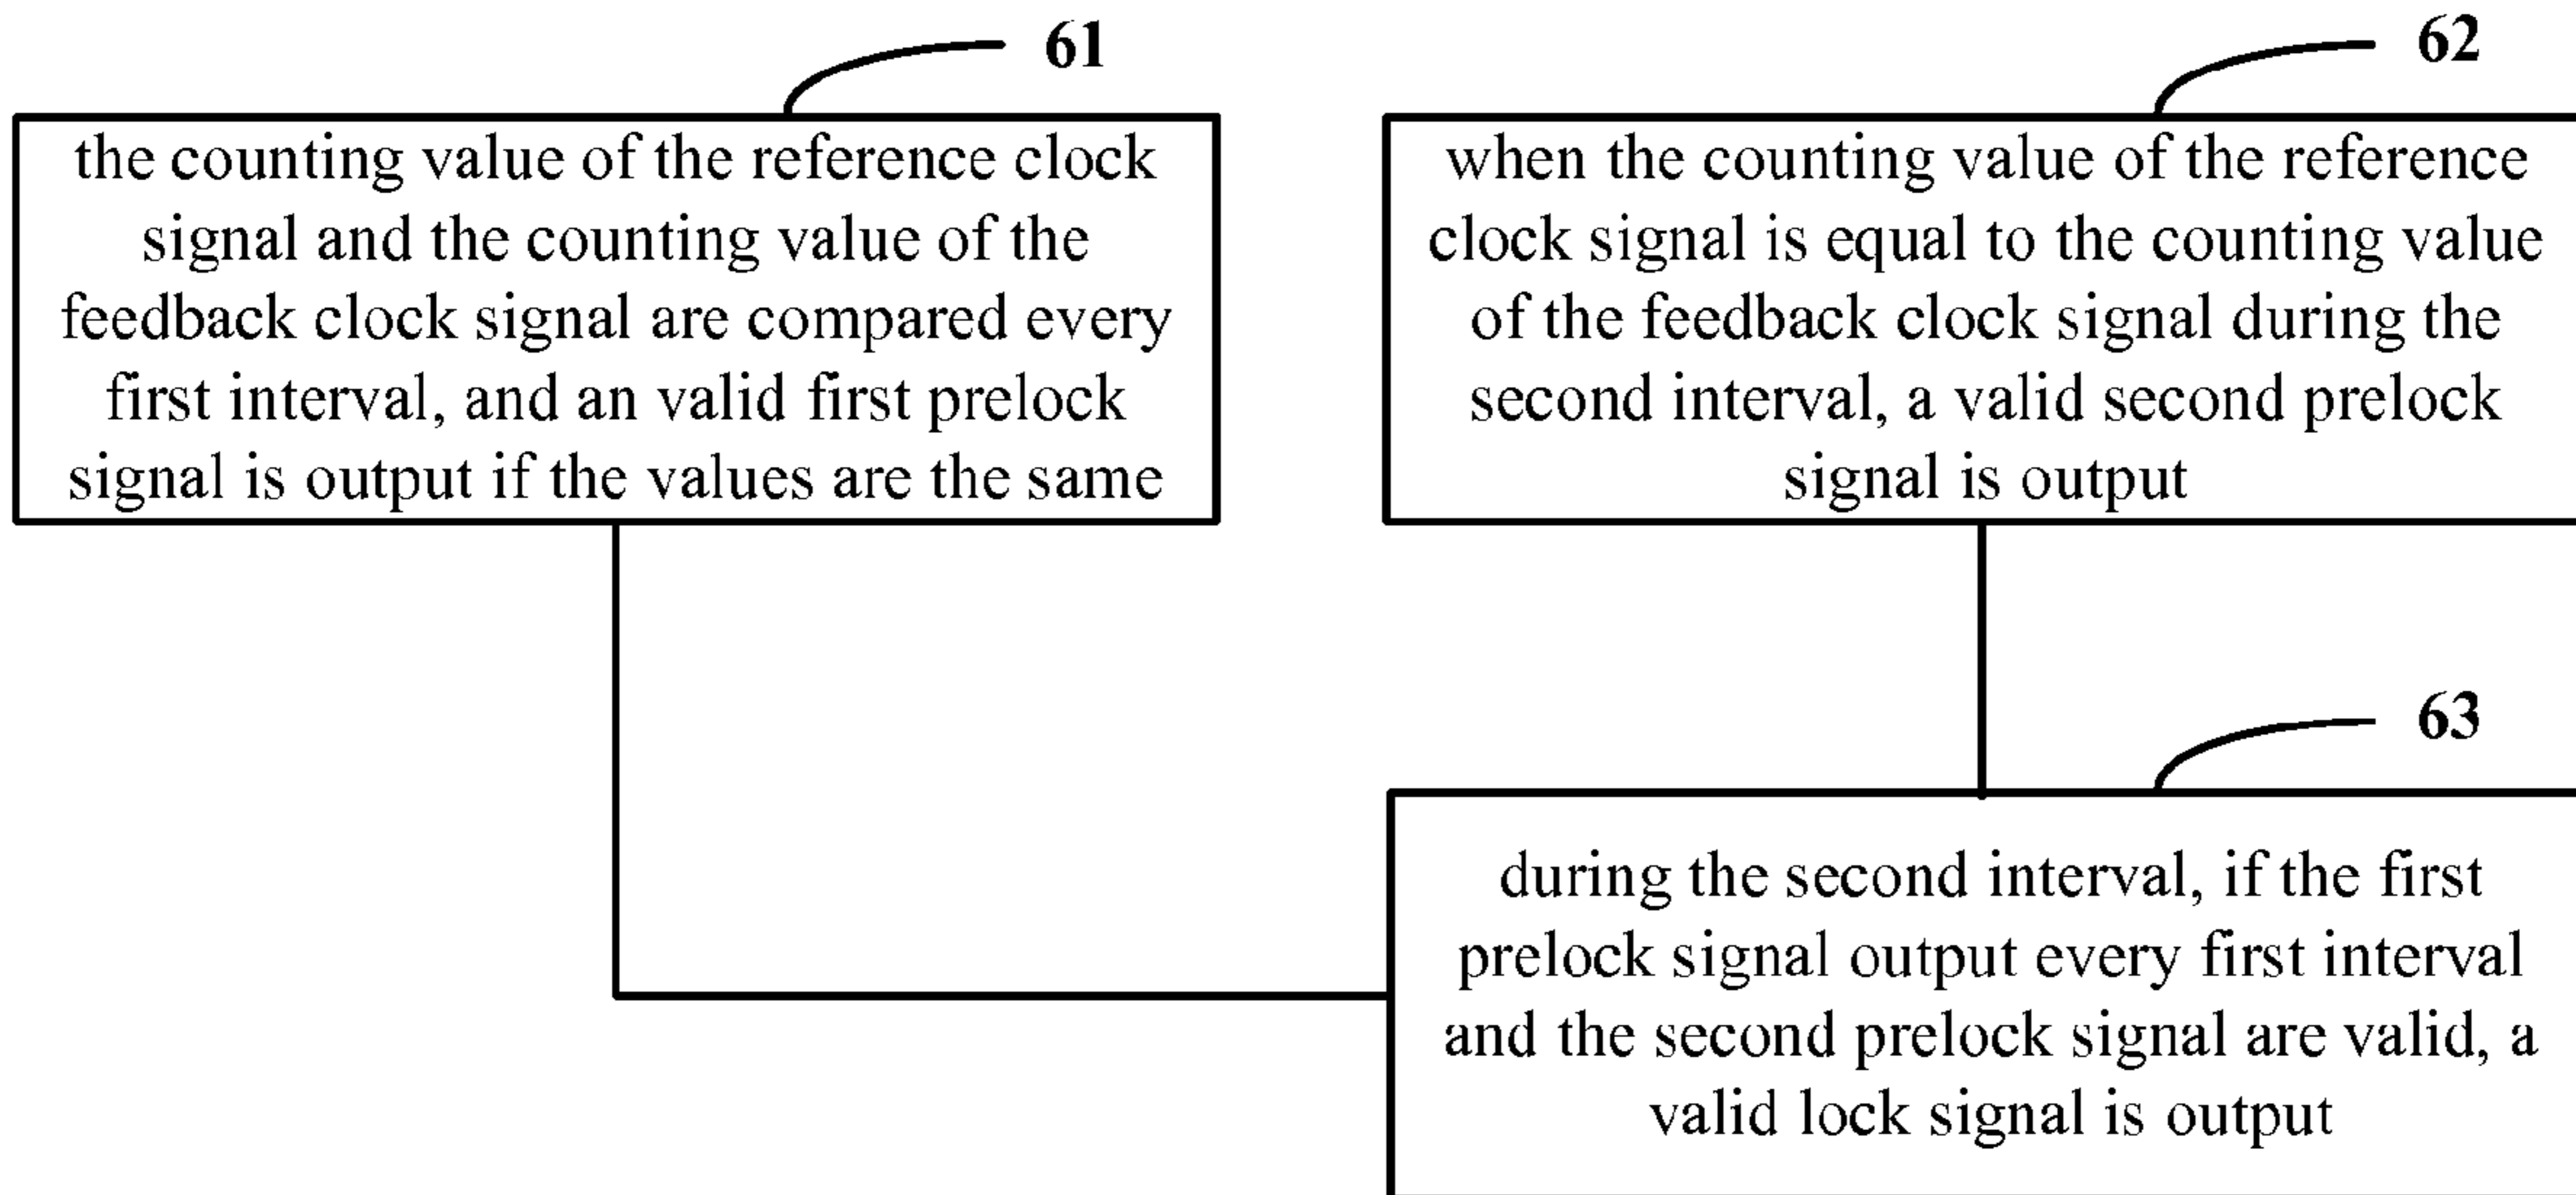 61
the counting value of the reference clock
signal and the counting value of the
feedback clock signal are compared every
first interval, and an valid first prelock
signal is output if the values are the same
62
when the counting value of the reference
clock signal is equal to the counting value
of the feedback clock signal during the
second interval, a valid second prelock
signal is output
63
during the second interval, if the first
prelock signal output every first interval
and the second prelock signal are valid, a
valid lock signal is output